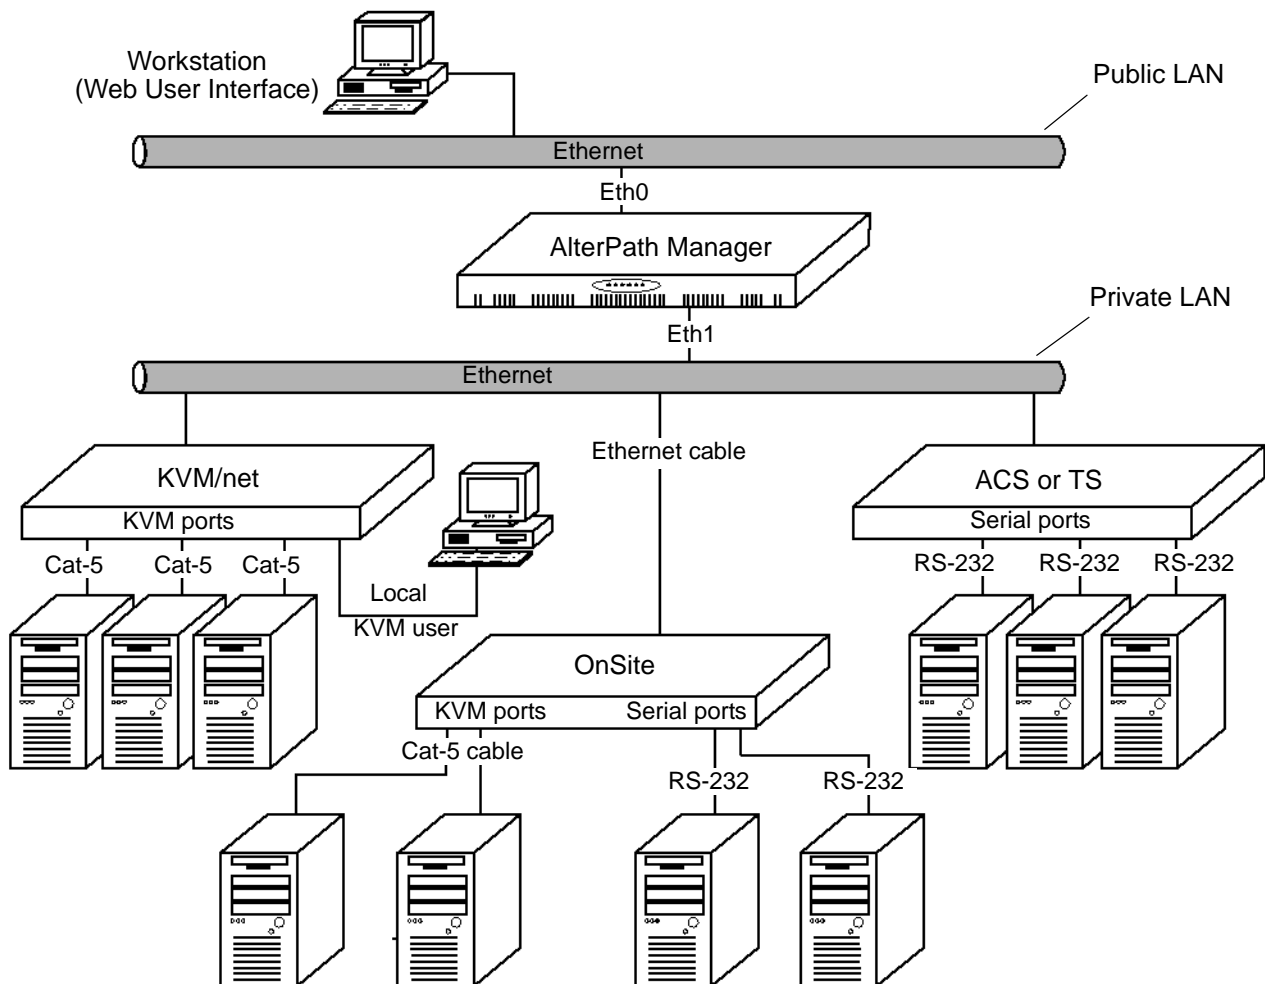 Workstation
(Web User Interface)
Public LAN
Ethernet
Eth0
AlterPath Manager
Private LAN
Eth1
Ethernet
Ethernet cable
KVM/net
KVM ports
ACS or TS
Serial ports
Cat-5 Cat-5 Cat-5
RS-232 RS-232 RS-232
Local
KVM user
OnSite
KVM ports Serial ports
Cat-5 cable
RS-232 RS-232